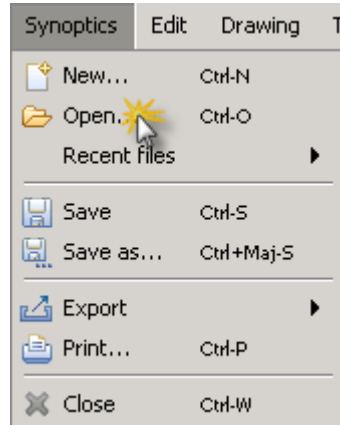 Synoptics Edit Drawing T
New... Ctrl-N
Open.. Ctrl-O
Recent files
Save Ctrl-S
Save as... Ctrl+Maj-S
Export
Print... Ctrl-P
Close Ctrl-W